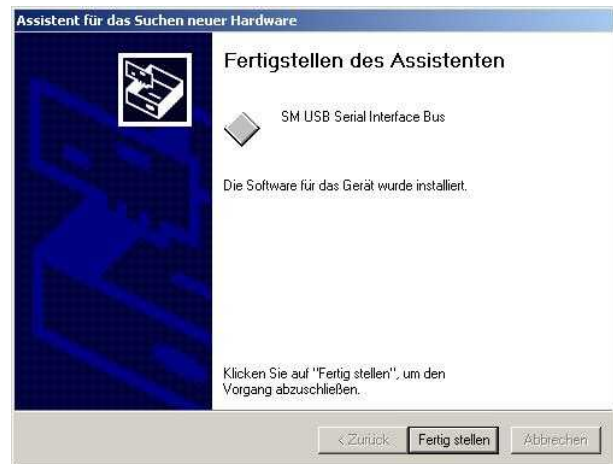 Assistent für das Suchen neuer Hardware
Fertigstellen des Assistenten
SM USB Serial Interface Bus
Die Software für das Gerät wurde installiert.
Klicken Sie auf "Fertig stellen", um den
Vorgang abzuschließen.
< Zurück Fertig stellen Abbrechen